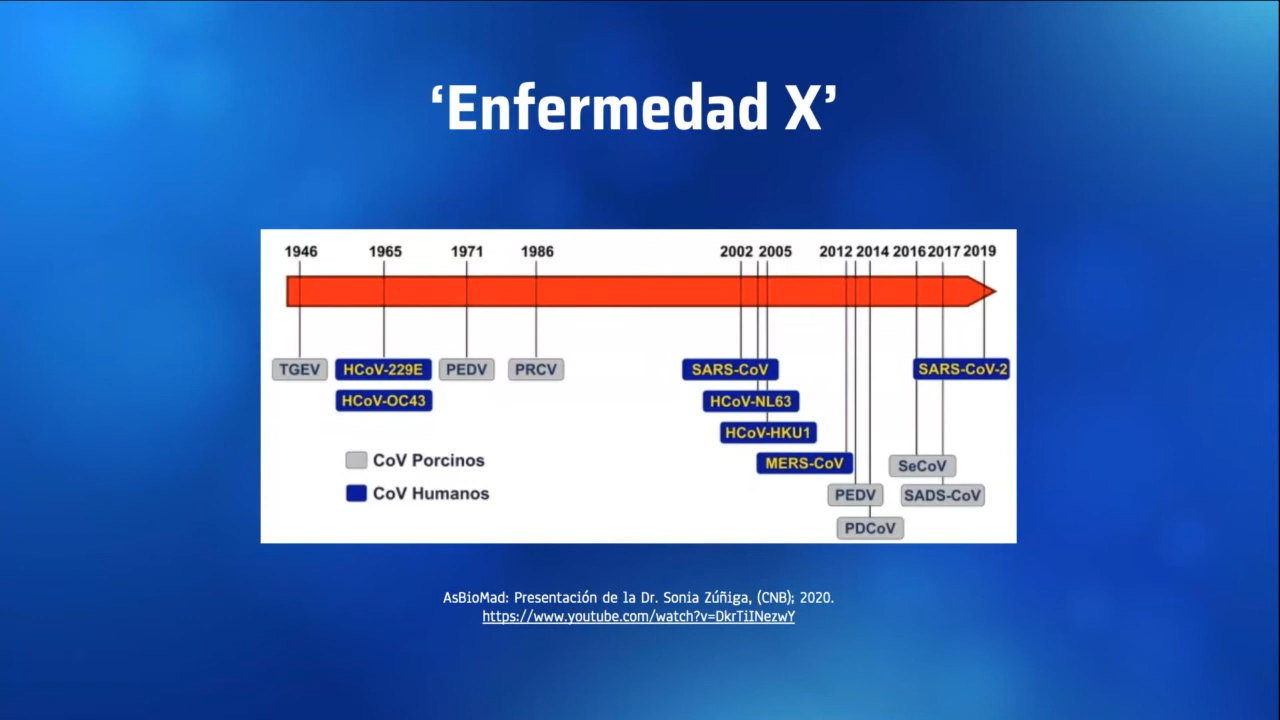 ‘Enfermedad X’
1946 1965 1971 1986 2002 2005 2012 2014 2016 2017 2019
TGEV HCoV-229E PEDV PRCV SARS-CoV SARS-CoV-2
HCoV-OC43 HCoV-NL63
HCoV-HKU1
CoV Porcinos MERS-CoV SeCoV
CoV Humanos PEDV SADS-CoV
PDCoV
AsBioMad: Presentación de la Dr. Sonia Zúñiga, (CNB); 2020.
https://www.youtube.com/watch?v=DkrTiINezwY